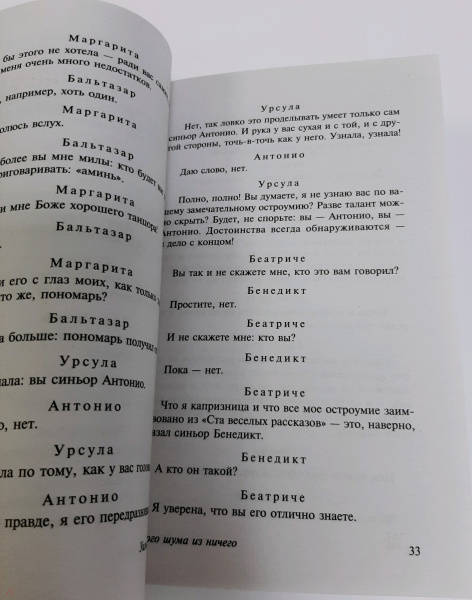 Маргарита
бы этого не хотела — ради вас
меня очень много недостатков.
Бальтазар
, например, хоть один.
Маргарита
олюсь вслух.
Бальтазар
более вы мне милы: кто будет
риговаривать: «аминь».
Маргарита
и мне Боже хорошего танцора!
Бальтазар
Маргарита
и его с глаз моих, как только
то же, пономарь?
Бальтазар
а больше: пономарь получил
Урсула
нала: вы синьор Антонио.
Антонио
о, нет.
Урсула
ла по тому, как у вас
Антонио
правде, я его
Урсула
Нет, так ловко это проделывать умеет только сам
синьор Антонио. И рука у вас сухая и с той, и с дру-
гой стороны, точь-в-точь как у него. Узнала, узнала!
Антонио
Даю слово, нет.
Урсула
Полно, полно! Вы думаете, я не узнаю вас по ва-
шему замечательному остроумию? Разве талант мож-
но скрыть? Будет, не спорьте: вы — Антонио, вы —
Антонио. Достоинства всегда обнаруживаются —
и дело с концом!
Беатриче
Вы так и не скажете мне, кто это вам говорил?
Бенедикт
Простите, нет.
Беатриче
И не скажете мне: кто вы?
Бенедикт
Пока — нет.
Беатриче
Что я капризница и что все мое остроумие заим-
ствовано из «Ста веселых рассказов» — это, наверно,
сказал синьор Бенедикт.
Бенедикт
А кто он такой?
Беатриче
Я уверена, что вы его отлично знаете.
ого шума из ничего
33